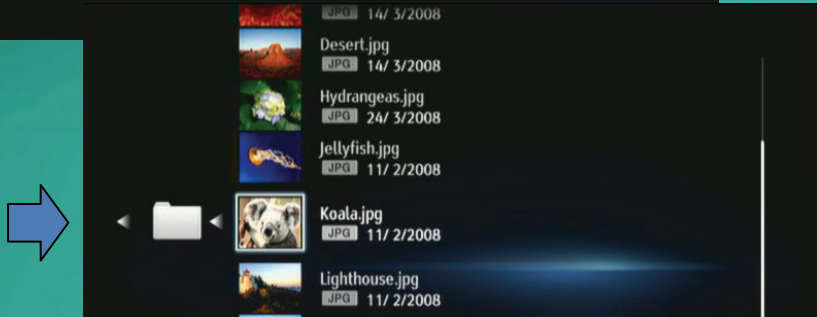 JPG 14/ 3/2008
Desert.jpg
JPG 14/ 3/2008
Hydrangeas.jpg
JPG 24/ 3/2008
Jellyfish.jpg
JPG 11/ 2/2008
Koala.jpg
JPG 11/ 2/2008
Lighthouse.jpg
JPG 11/ 2/2008